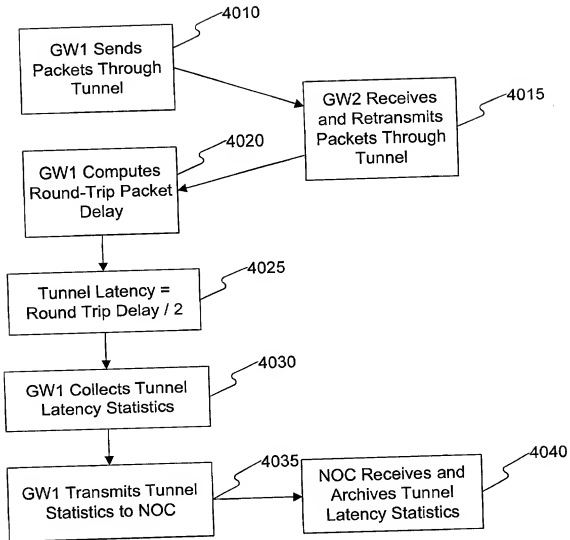 4010
GW1 Sends
Packets Through
Tunnel
GW2 Receives
and Retransmits
Packets Through
Tunnel
4015
4020
GW1 Computes
Round-Trip Packet
Delay
4025
Tunnel Latency =
Round Trip Delay / 2
4030
GW1 Collects Tunnel
Latency Statistics
4035
GW1 Transmits Tunnel
Statistics to NOC
4040
NOC Receives and
Archives Tunnel
Latency Statistics